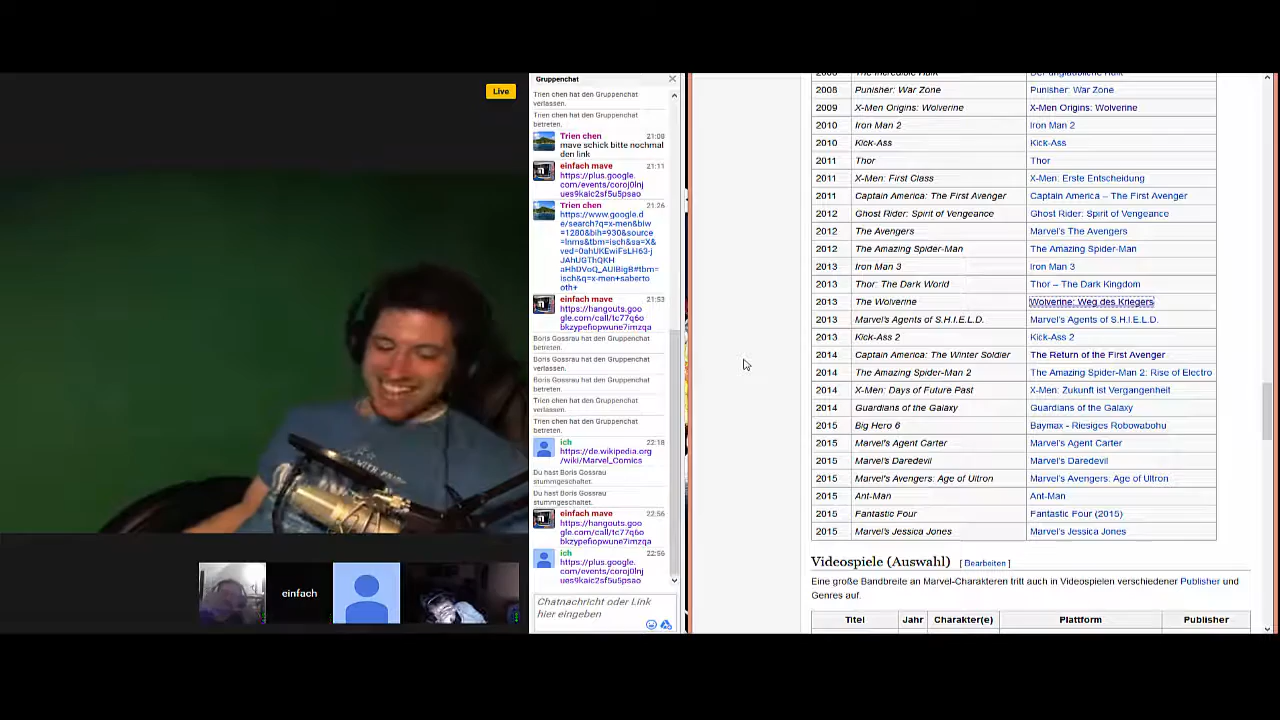 Live
einfach
Gruppenchat
Trien chen hat den Gruppenchat
verlassen.
Trien chen hat den Gruppenchat
betreten.
Trien chen 21:08
mave schick bitte nochmal
den link
einfach mave 21:11
https://plus.google.
com/events/coroj0lnj
ues9kaic2sf5u5psao
Trien chen 21:26
https://www.google.d
e/search?q=x-men&biw
=1280&bih=930&source
=lnms&tbm=isch&sa=X&
ved=0ahUKEwiFsLH63-j
JAhUGThQKH
aHhDVoQ_AUIBigB#tbm=
isch&q=x-men+saberto
oth+
einfach mave 21:53
https://hangouts.goo
gle.com/call/tc77q6o
bkzypefiopwune7imzqa
Boris Gossrau hat den Gruppenchat
betreten.
Boris Gossrau hat den Gruppenchat
verlassen.
Boris Gossrau hat den Gruppenchat
betreten.
Trien chen hat den Gruppenchat
verlassen.
Trien chen hat den Gruppenchat
betreten.
ich 22:18
https://de.wikipedia.org
/wiki/Marvel_Comics
Du hast Boris Gossrau
stummgeschaltet.
Du hast Boris Gossrau
stummgeschaltet.
einfach mave 22:56
https://hangouts.goo
gle.com/call/tc77q6o
bkzypefiopwune7imzqa
ich 22:56
https://plus.google.
com/events/coroj0lnj
ues9kaic2sf5u5psao
Chatnachricht oder Link
hier eingeben
2008 The Incredible Hulk Der unglaubliche Hulk
2008 Punisher: War Zone Punisher: War Zone
2009 X-Men Origins: Wolverine X-Men Origins: Wolverine
2010 Iron Man 2 Iron Man 2
2010 Kick-Ass Kick-Ass
2011 Thor Thor
2011 X-Men: First Class X-Men: Erste Entscheidung
2011 Captain America: The First Avenger Captain America – The First Avenger
2012 Ghost Rider: Spirit of Vengeance Ghost Rider: Spirit of Vengeance
2012 The Avengers Marvel's The Avengers
2012 The Amazing Spider-Man The Amazing Spider-Man
2013 Iron Man 3 Iron Man 3
2013 Thor: The Dark World Thor – The Dark Kingdom
2013 The Wolverine Wolverine: Weg des Kriegers
2013 Marvel's Agents of S.H.I.E.L.D. Marvel's Agents of S.H.I.E.L.D.
2013 Kick-Ass 2 Kick-Ass 2
2014 Captain America: The Winter Soldier The Return of the First Avenger
2014 The Amazing Spider-Man 2 The Amazing Spider-Man 2: Rise of Electro
2014 X-Men: Days of Future Past X-Men: Zukunft ist Vergangenheit
2014 Guardians of the Galaxy Guardians of the Galaxy
2015 Big Hero 6 Baymax - Riesiges Robowabohu
2015 Marvel's Agent Carter Marvel's Agent Carter
2015 Marvel's Daredevil Marvel's Daredevil
2015 Marvel's Avengers: Age of Ultron Marvel's Avengers: Age of Ultron
2015 Ant-Man Ant-Man
2015 Fantastic Four Fantastic Four (2015)
2015 Marvel's Jessica Jones Marvel's Jessica Jones
Videospiele (Auswahl) [ Bearbeiten ]
Eine große Bandbreite an Marvel-Charakteren tritt auch in Videospielen verschiedener Publisher und
Genres auf.
Titel Jahr Charakter(e) Plattform Publisher